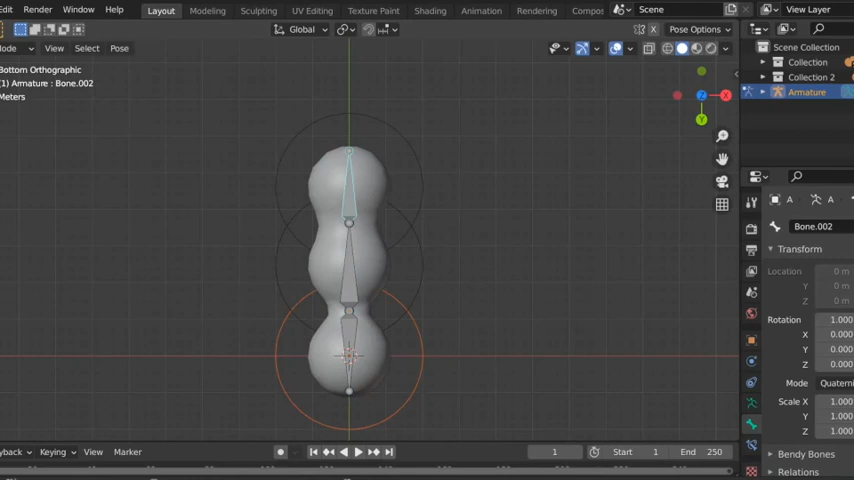 Edit Render Window Help Layout Modeling Sculpting UV Editing Texture Paint Shading Animation Rendering Compos Scene View Layer
Global Pose Options
Mode View Select Pose
Bottom Orthographic
(1) Armature : Bone.002
Meters
Z X Y
Scene Collection
Collection
Collection 2
Armature
A A
Bone.002
Transform
Location 0 m
Y 0 m
Z 0 m
Rotation 1.000
X 0.000
Y 0.000
Z 0.000
Mode Quaterni
Scale X 1.000
Y 1.000
Z 1.000
Bendy Bones
Relations
yback Keying View Marker 1 Start 1 End 250